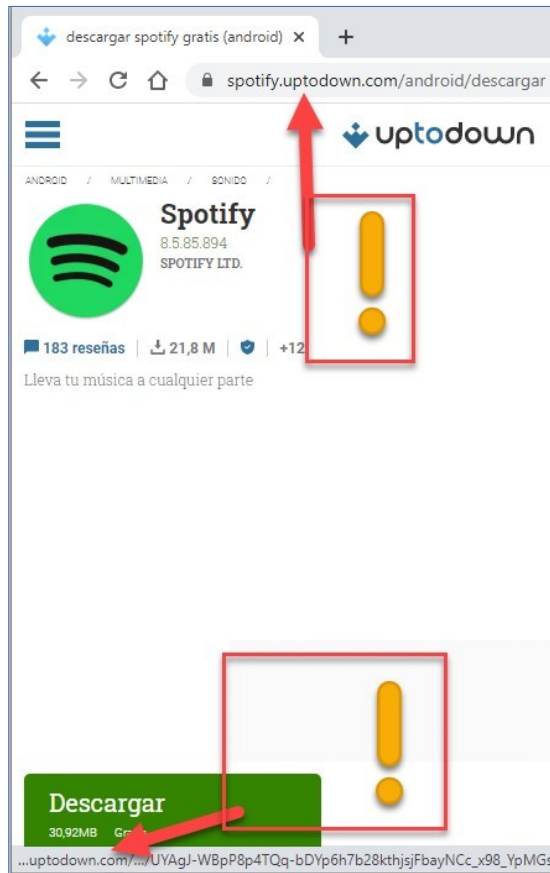 descargar spotify gratis (android)
spotify.uptodown.com/android/descargar
uptodown
ANDROID / MULTIMEDIA / SONIDO /
Spotify
8.5.85.894
SPOTIFY LTD.
183 reseñas 21,8 M +12
Lleva tu música a cualquier parte
Descargar
30,92MB
...uptodown.com/.../UYAgJ-WBpP8p4TQq-bDYp6h7b28kthjsjFbayNCc_x98_YpMGs